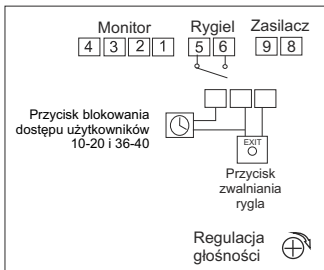 Monitor Rygiel Zasilacz
4 3 2 1 5 6 9 8
Przycisk blokowania
dostępu użytkowników
10-20 i 36-40
EXIT
Przycisk
zwalniania
rygla
Regulacja
głośności